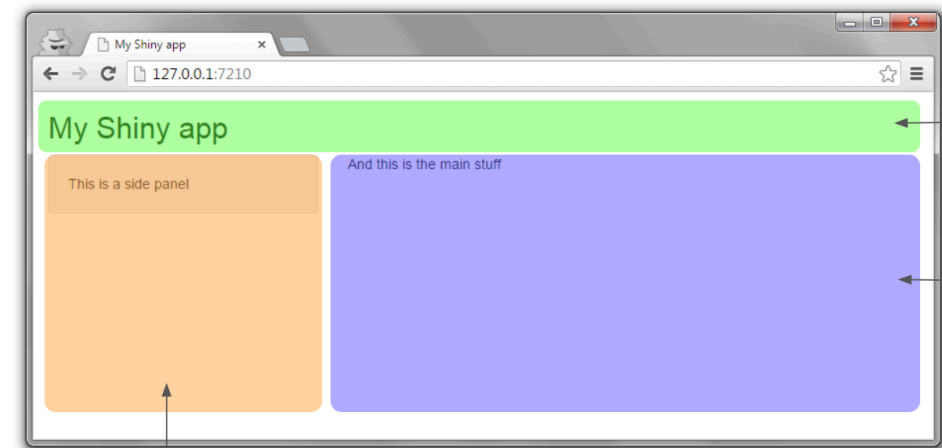 My Shiny app
127.0.0.1:7210
My Shiny app
This is a side panel
And this is the main stuff